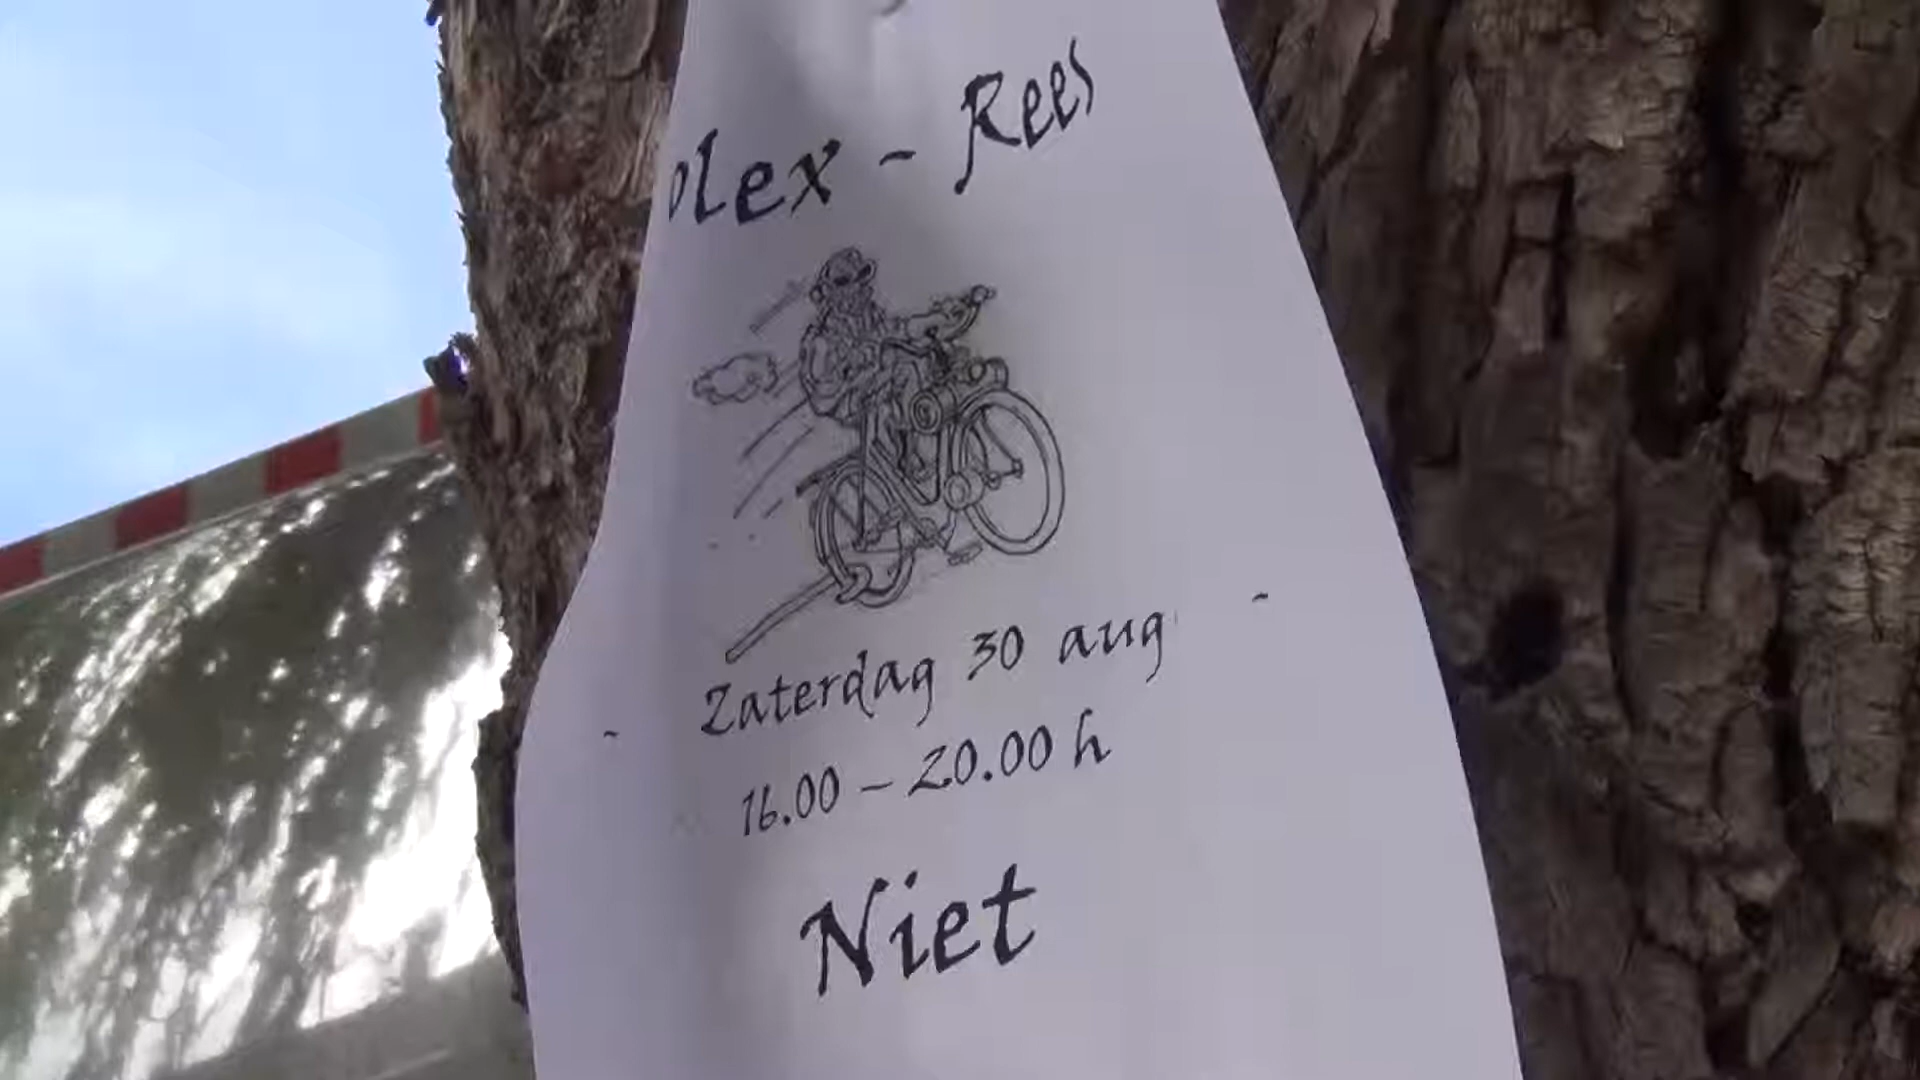 olex - Rees
Zaterdag 30 aug
16.00 - 20.00 h
Niet